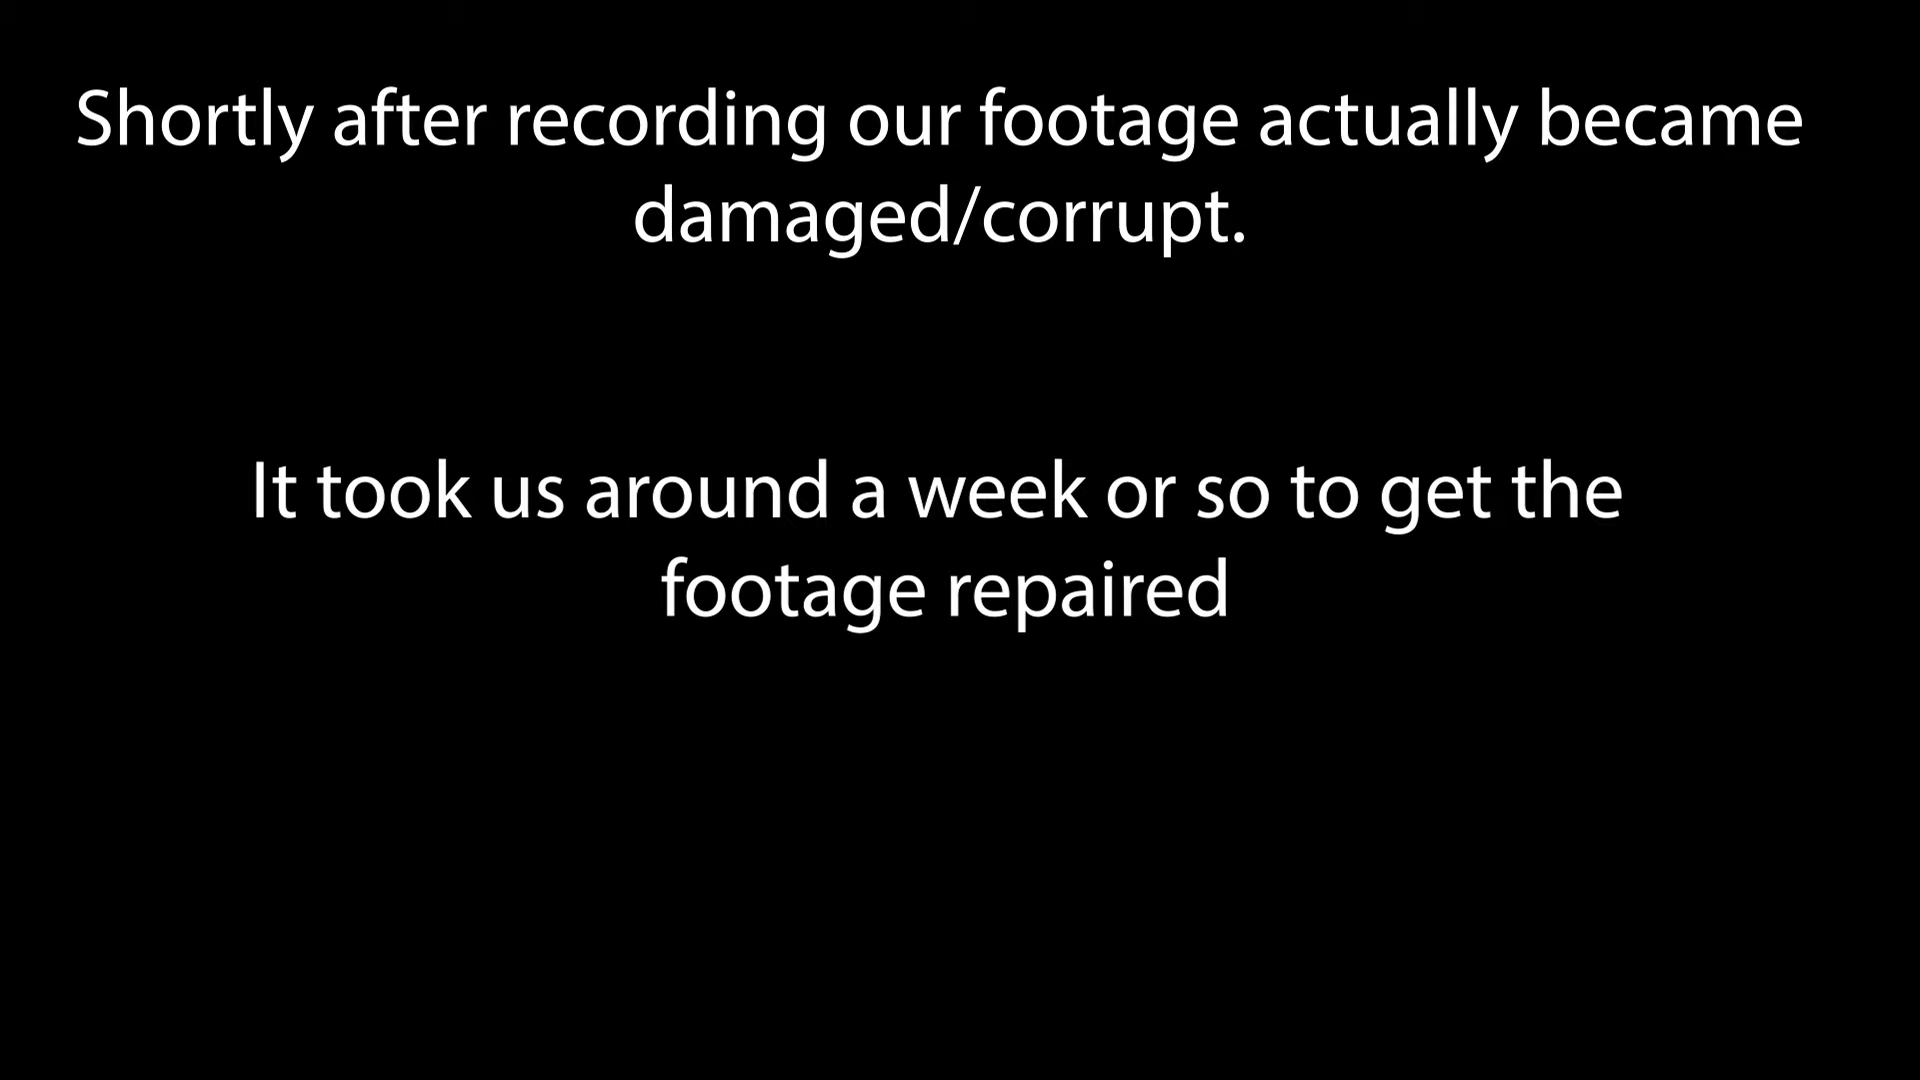 Shortly after recording our footage actually became
damaged/corrupt.
It took us around a week or so to get the
footage repaired